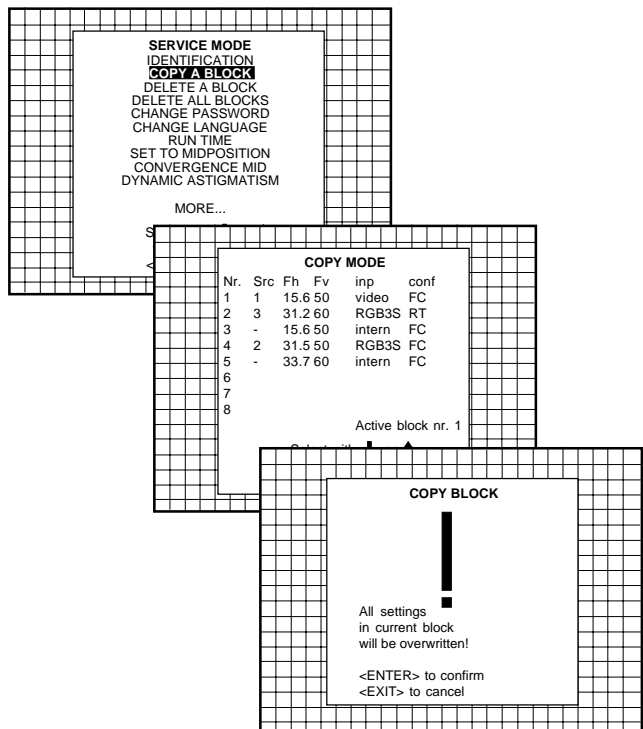 SERVICE MODE
IDENTIFICATION
COPY A BLOCK
DELETE A BLOCK
DELETE ALL BLOCKS
CHANGE PASSWORD
CHANGE LANGUAGE
RUN TIME
SET TO MIDPOSITION
CONVERGENCE MID
DYNAMIC ASTIGMATISM
MORE...
S
<
COPY MODE
Nr. Src Fh Fv inp conf
1 1 15.6 50 video FC
2 3 31.2 60 RGB3S RT
3 - 15.6 50 intern FC
4 2 31.5 50 RGB3S FC
5 - 33.7 60 intern FC
6
7
8
Active block nr. 1
COPY BLOCK
!
All settings
in current block
will be overwritten!
<ENTER> to confirm
<EXIT> to cancel